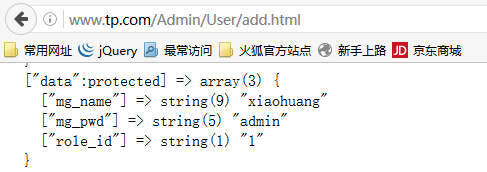 www.tp.com/Admin/User/add.html
常用网址 jQuery 最常访问 火狐官方站点 新手上路 JD 京东商城
}
["data":protected] => array(3) {
["mg_name"] => string(9) "xiaohuang"
["mg_pwd"] => string(5) "admin"
["role_id"] => string(1) "1"
}